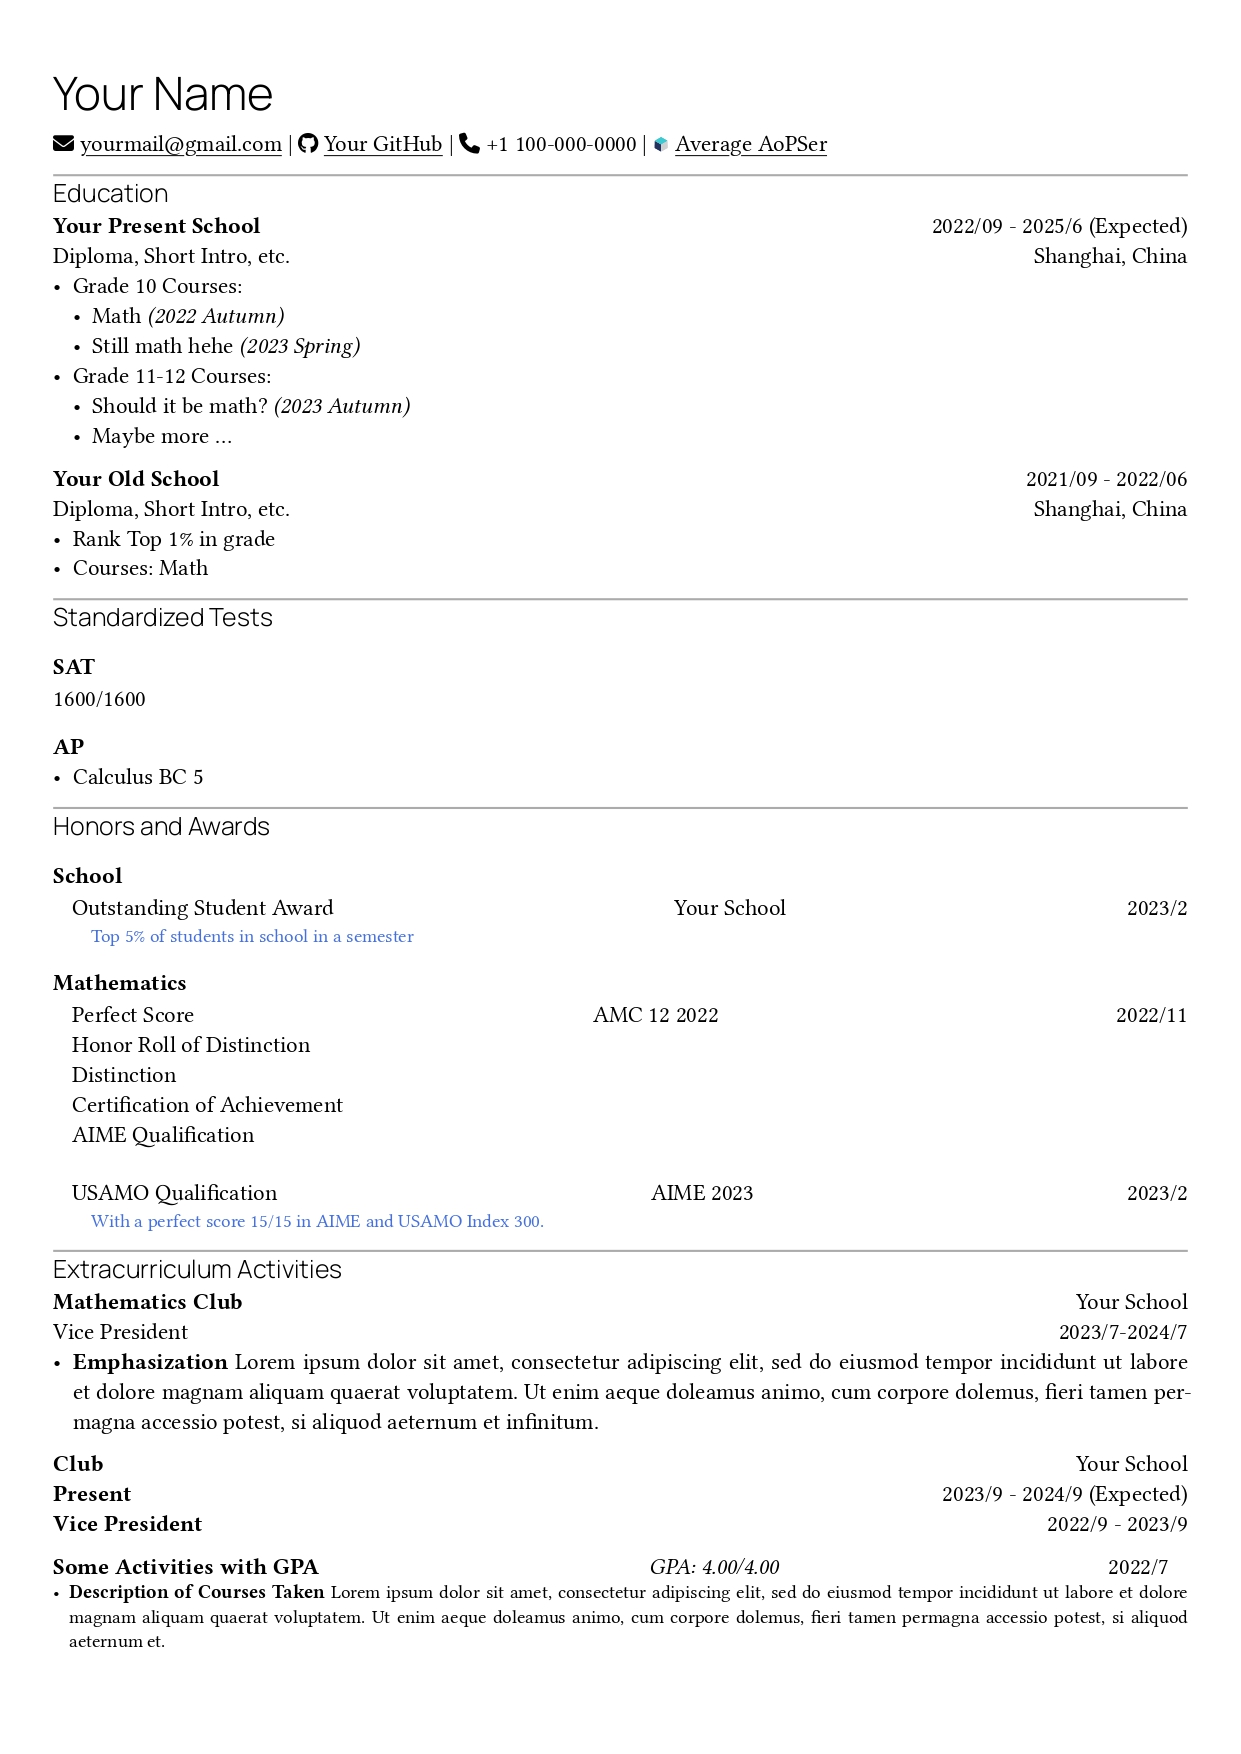 Your Name
yourmail@gmail.com | Your GitHub | +1 100-000-0000 | Average AoPSer
Education
Your Present School 2022/09 - 2025/6 (Expected)
Diploma, Short Intro, etc. Shanghai, China
• Grade 10 Courses:
• Math (2022 Autumn)
• Still math hehe (2023 Spring)
• Grade 11-12 Courses:
• Should it be math? (2023 Autumn)
• Maybe more …
Your Old School 2021/09 - 2022/06
Diploma, Short Intro, etc. Shanghai, China
• Rank Top 1% in grade
• Courses: Math
Standardized Tests
SAT
1600/1600
AP
• Calculus BC 5
Honors and Awards
School
Outstanding Student Award Your School 2023/2
Top 5% of students in school in a semester
Mathematics
Perfect Score AMC 12 2022 2022/11
Honor Roll of Distinction
Distinction
Certification of Achievement
AIME Qualification
USAMO Qualification AIME 2023 2023/2
With a perfect score 15/15 in AIME and USAMO Index 300.
Extracurriculum Activities
Mathematics Club Your School
Vice President 2023/7-2024/7
• Emphasization Lorem ipsum dolor sit amet, consectetur adipiscing elit, sed do eiusmod tempor incididunt ut labore
et dolore magnam aliquam quaerat voluptatem. Ut enim aeque doleamus animo, cum corpore dolemus, fieri tamen per-
magna accessio potest, si aliquod aeternum et infinitum.
Club Your School
Present 2023/9 - 2024/9 (Expected)
Vice President 2022/9 - 2023/9
Some Activities with GPA GPA: 4.00/4.00 2022/7
• Description of Courses Taken Lorem ipsum dolor sit amet, consectetur adipiscing elit, sed do eiusmod tempor incididunt ut labore et dolore
magnam aliquam quaerat voluptatem. Ut enim aeque doleamus animo, cum corpore dolemus, fieri tamen permagna accessio potest, si aliquod
aeternum et.